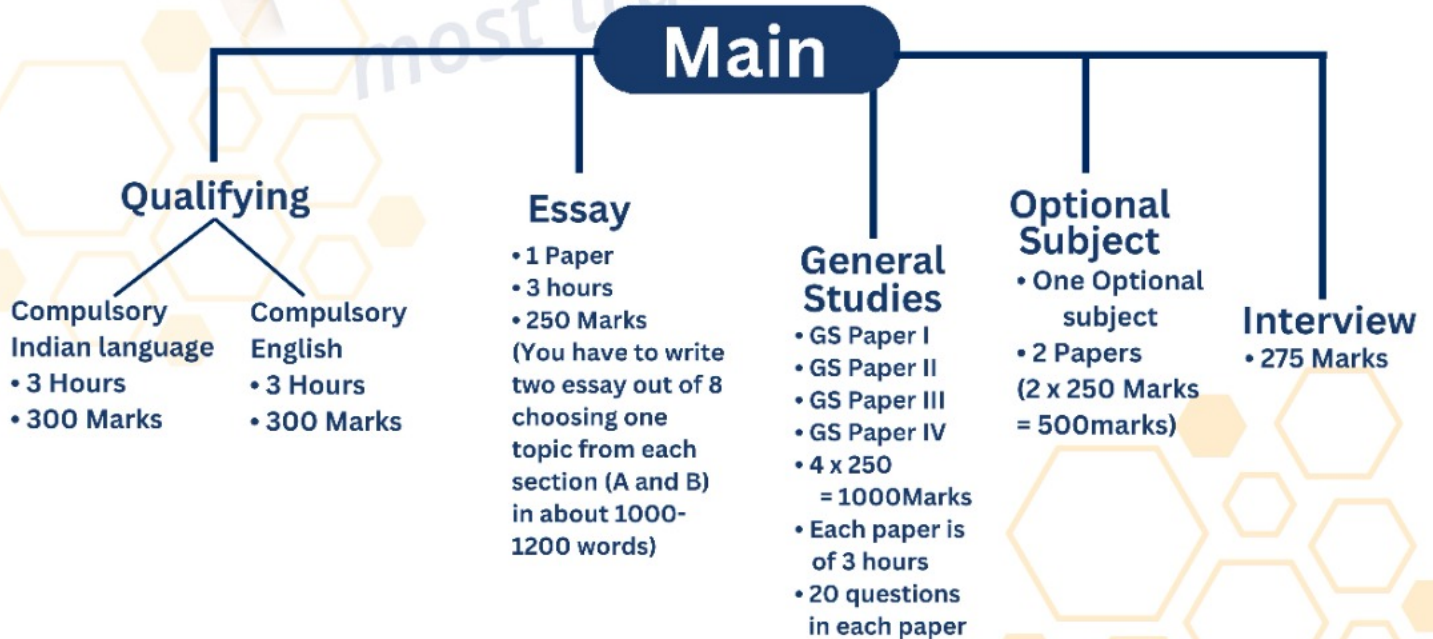 most
Main
Qualifying
Compulsory
Indian language
• 3 Hours
• 300 Marks
Compulsory
English
• 3 Hours
• 300 Marks
Essay
• 1 Paper
• 3 hours
• 250 Marks
(You have to write
two essay out of 8
choosing one
topic from each
section (A and B)
in about 1000-
1200 words)
General
Studies
• GS Paper I
• GS Paper II
• GS Paper III
• GS Paper IV
• 4 x 250
= 1000Marks
• Each paper is
of 3 hours
• 20 questions
in each paper
Optional
Subject
• One Optional
subject
• 2 Papers
(2 x 250 Marks
= 500marks)
Interview
• 275 Marks